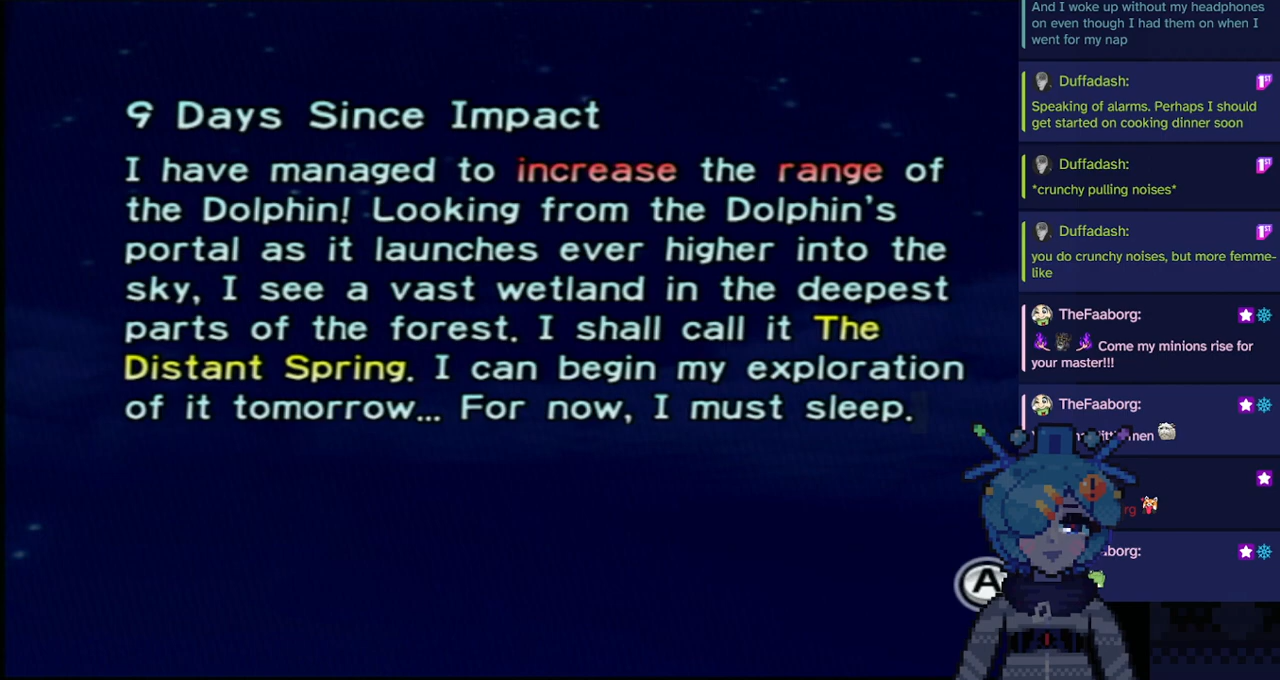 9 Days Since Impact
I have managed to increase the range of
the Dolphin! Looking from the Dolphin's
portal as it launches ever higher into the
sky, I see a vast wetland in the deepest
parts of the forest. I shall call it The
Distant Spring. I can begin my exploration
of it tomorrow... For now, I must sleep.
A
And I woke up without my headphones
on even though I had them on when I
went for my nap
Duffadash:
Speaking of alarms. Perhaps I should
get started on cooking dinner soon
Duffadash:
*crunchy pulling noises*
Duffadash:
you do crunchy noises, but more femme-
like
TheFaaborg:
Come my minions rise for
your master!!!
TheFaaborg:
nen
rg
borg: